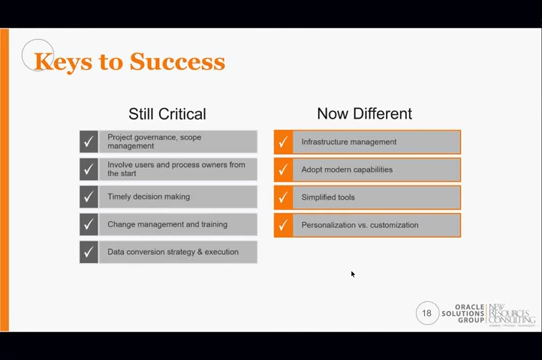 Keys to Success
Still Critical
Project governance, scope
management
Involve users and process owners from
the start
Timely decision making
Change management and training
Data conversion strategy & execution
Now Different
Infrastructure management
Adopt modern capabilities
Simplified tools
Personalization vs. customization
18
ORACLE
SOLUTIONS
GROUP
NEW
RESOURCES
CONSULTING